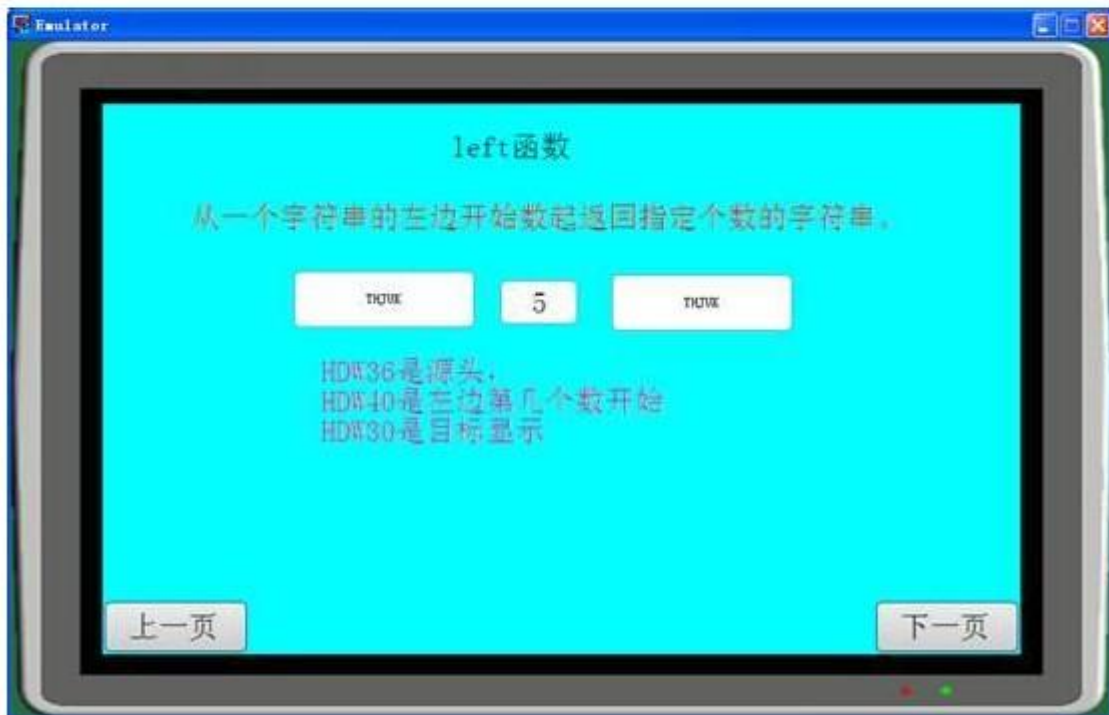 Emulator
left函数
从一个字符串的左边开始数起返回指定个数的字符串。
5
HDW36是源头，
HDW40是左边第几个数开始
HDW30是目标显示
上一页
下一页